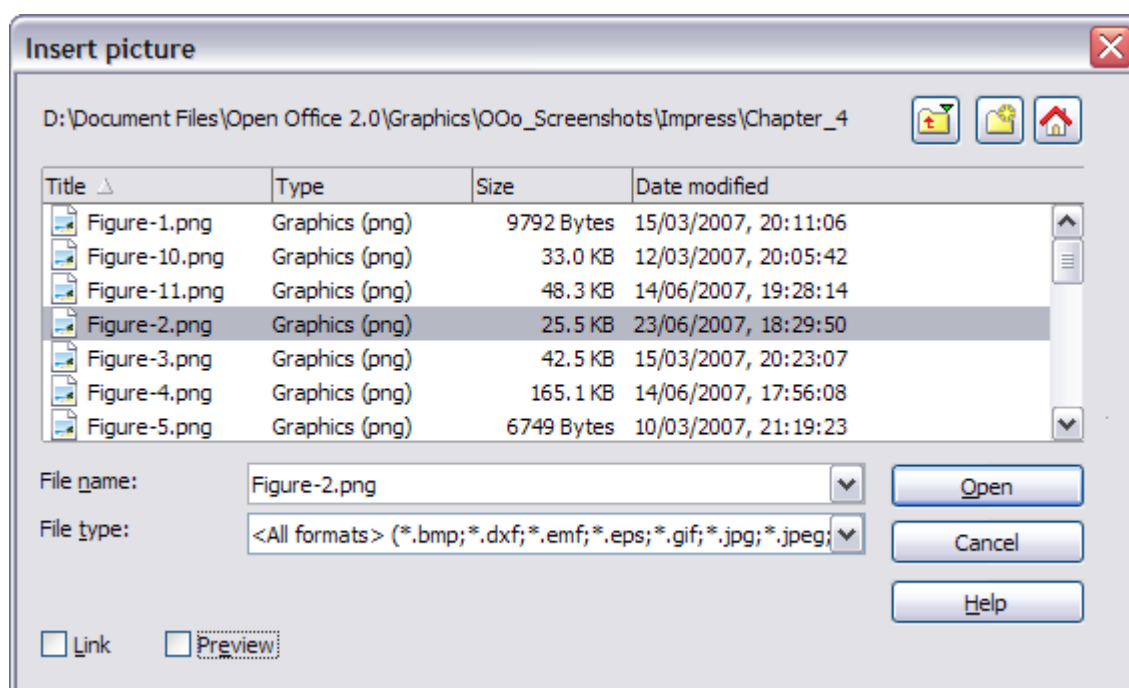 Insert picture
D:\Document Files\Open Office 2.0\Graphics\OOo_Screenshots\Impress\Chapter_4
Title Type Size Date modified
Figure-1.png Graphics (png) 9792 Bytes 15/03/2007, 20:11:06
Figure-10.png Graphics (png) 33.0 KB 12/03/2007, 20:05:42
Figure-11.png Graphics (png) 48.3 KB 14/06/2007, 19:28:14
Figure-2.png Graphics (png) 25.5 KB 23/06/2007, 18:29:50
Figure-3.png Graphics (png) 42.5 KB 15/03/2007, 20:23:07
Figure-4.png Graphics (png) 165.1 KB 14/06/2007, 17:56:08
Figure-5.png Graphics (png) 6749 Bytes 10/03/2007, 21:19:23
File name: Figure-2.png Open
File type: <All formats> (*.bmp;*.dxf;*.emf;*.eps;*.gif;*.jpg;*.jpeg; Cancel
Help
Link Preview